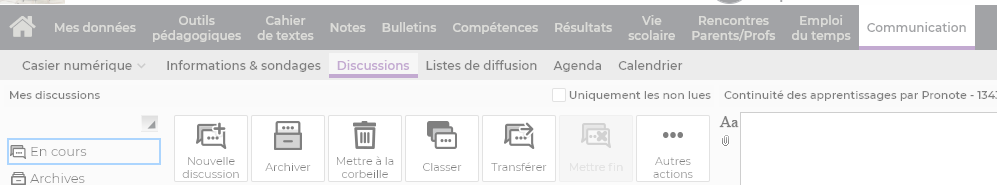 Mes données
Outils
pédagogiques
Cahier
de textes
Notes
Bulletins
Compétences
Résultats
Vie
scolaire
Rencontres
Parents/Profs
Emploi
du temps
Communication
Casier numérique
Informations & sondages
Discussions
Listes de diffusion
Agenda
Calendrier
Mes discussions
Uniquement les non lues
Continuité des apprentissages par Pronote - 134
En cours
Archives
Nouvelle
discussion
Archiver
Mettre à la
corbeille
Classer
Transférer
Mettre fin
Autres
actions
Aa